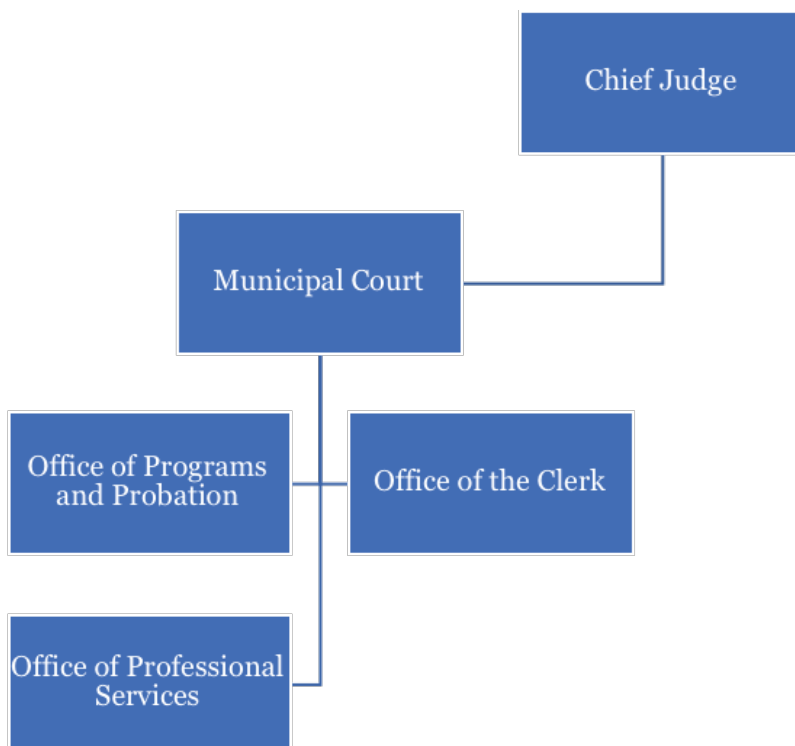 Chief Judge
Municipal Court
Office of Programs
and Probation
Office of the Clerk
Office of Professional
Services